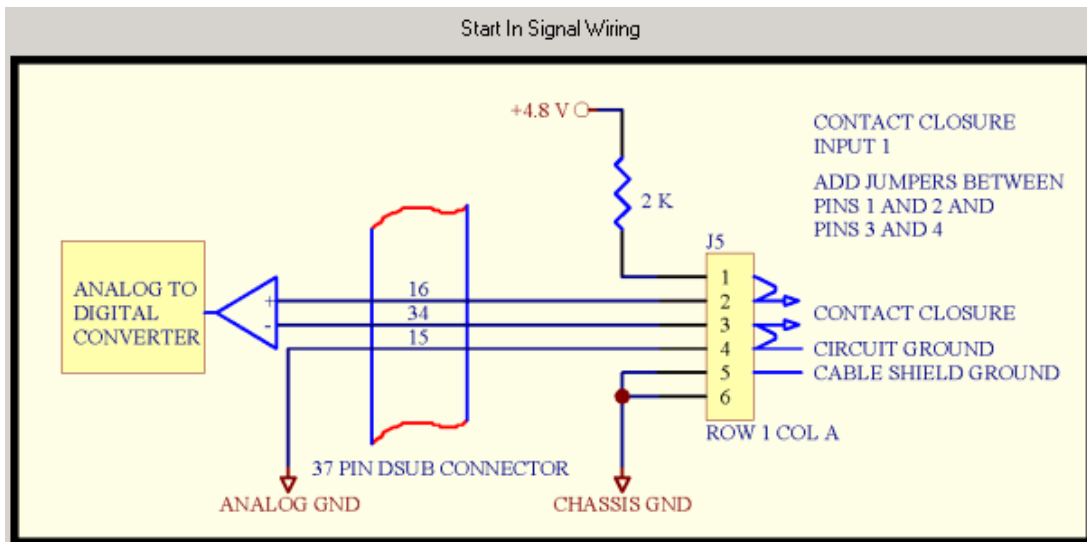 Start In Signal Wiring
+4.8 V
CONTACT CLOSURE
INPUT 1
ADD JUMPERS BETWEEN
PINS 1 AND 2 AND
PINS 3 AND 4
2 K
J5
ANALOG TO
DIGITAL
CONVERTER
+
-
16
34
15
1
2
3
4
5
6
CONTACT CLOSURE
CIRCUIT GROUND
CABLE SHIELD GROUND
ROW 1 COL A
37 PIN DSUB CONNECTOR
ANALOG GND
CHASSIS GND